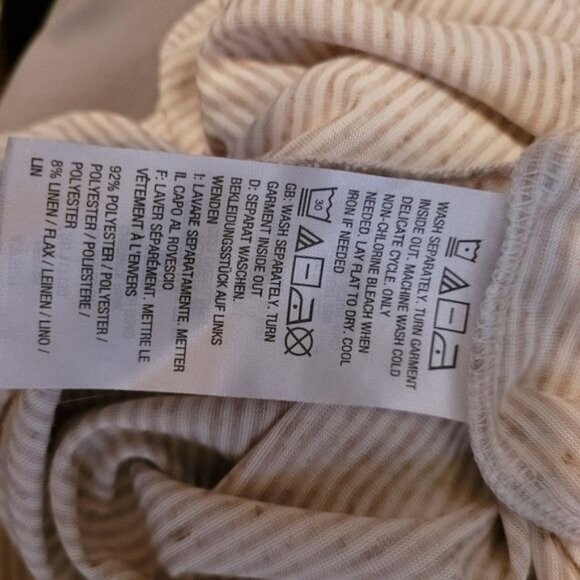 WASH SEPARATELY. TURN GARMENT
INSIDE OUT. MACHINE WASH COLD
DELICATE CYCLE. ONLY
NON-CHLORINE BLEACH WHEN
NEEDED. LAY FLAT TO DRY. COOL
IRON IF NEEDED
30
GB: WASH SEPARATELY. TURN
GARMENT INSIDE OUT
D: SEPARAT WASCHEN.
BEKLEIDUNGSSTÜCK AUF LINKS
WENDEN
I: LAVARE SEPARATAMENTE. METTER
IL CAPO AL ROVESCIO
F: LAVER SÉPARÉMENT. METTRE LE
VÊTEMENT À L'ENVERS
92% POLYESTER / POLYESTER /
POLYESTER / POLIESTERE /
POLYESTER
8% LINEN / FLAX / LEINEN / LINO /
LIN